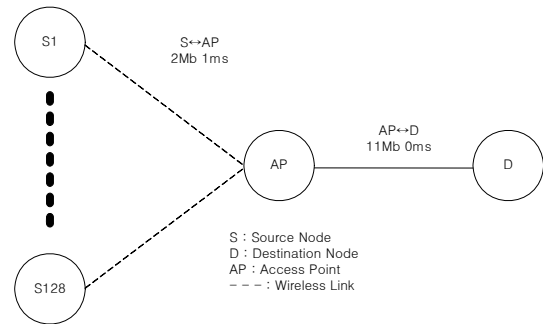 S1
S↔AP
2Mb 1ms
AP↔D
11Mb 0ms
AP
D
S : Source Node
D : Destination Node
AP : Access Point
− − − : Wireless Link
S128